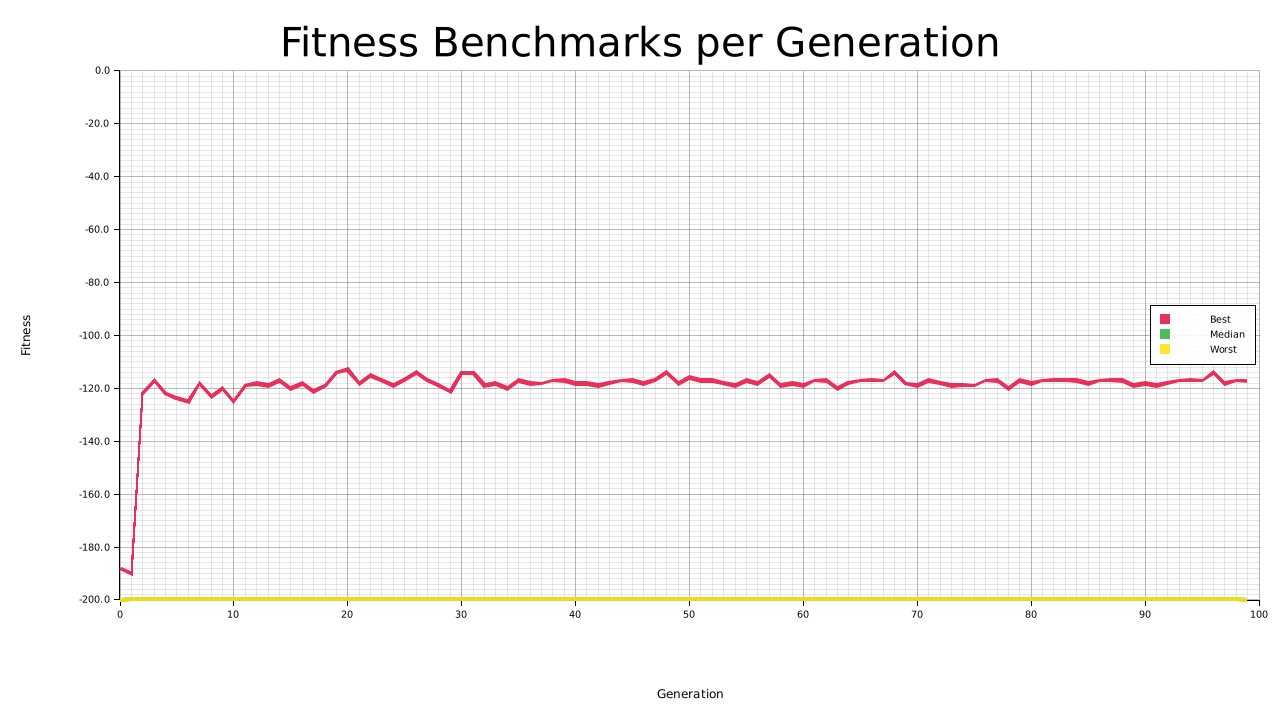 Fitness Benchmarks per Generation
0.0
-20.0
-40.0
-60.0
-80.0
-100.0
-120.0
-140.0
-160.0
-180.0
-200.0
Fitness
Best
Median
Worst
0 10 20 30 40 50 60 70 80 90 100
Generation